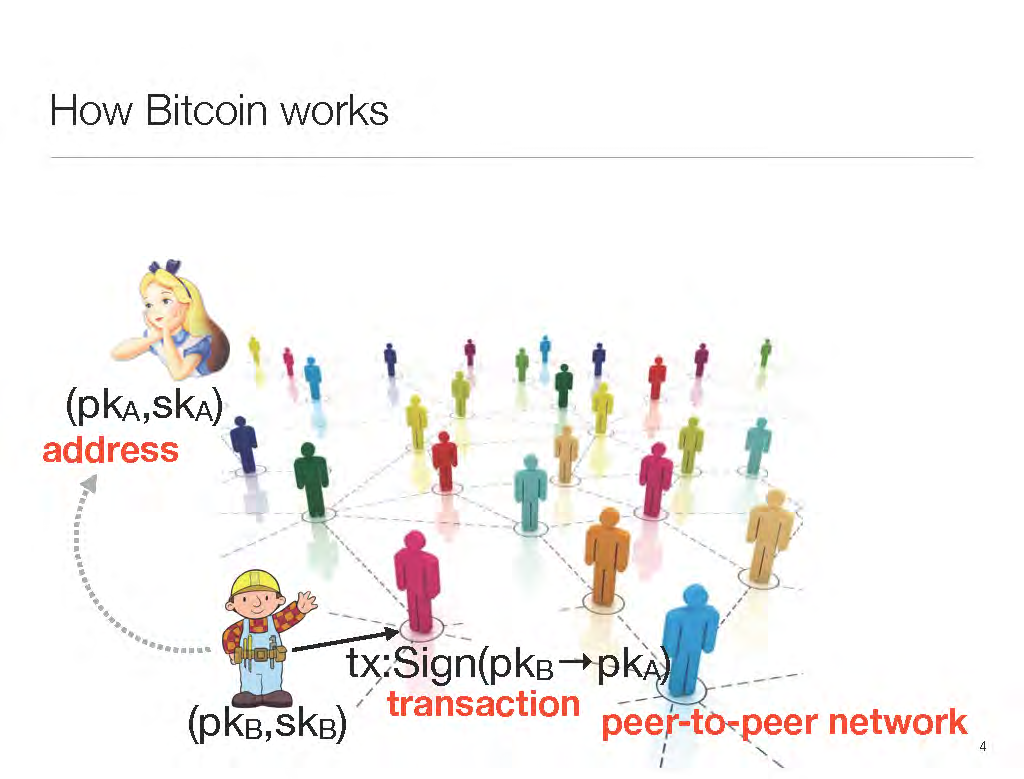 How Bitcoin works
(pkA,skA)
address
tx:Sign(pkB→pkA)
transaction
(pkB,skB)
peer-to-peer network
4